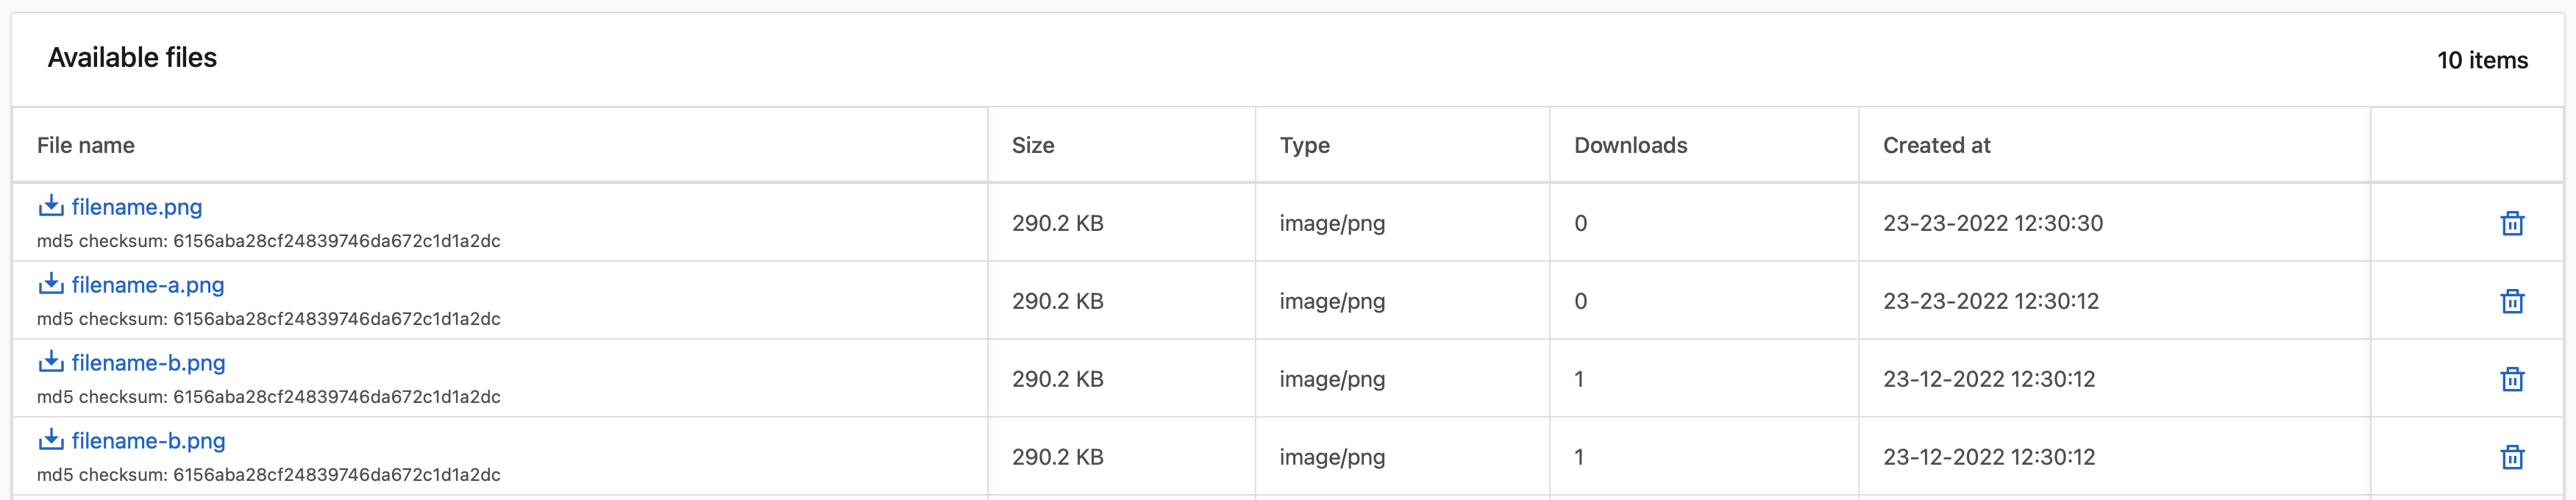 Available files
10 items
File name Size Type Downloads Created at
filename.png
md5 checksum: 6156aba28cf24839746da672c1d1a2dc
290.2 KB image/png 0 23-23-2022 12:30:30
filename-a.png
md5 checksum: 6156aba28cf24839746da672c1d1a2dc
290.2 KB image/png 0 23-23-2022 12:30:12
filename-b.png
md5 checksum: 6156aba28cf24839746da672c1d1a2dc
290.2 KB image/png 1 23-12-2022 12:30:12
filename-b.png
md5 checksum: 6156aba28cf24839746da672c1d1a2dc
290.2 KB image/png 1 23-12-2022 12:30:12